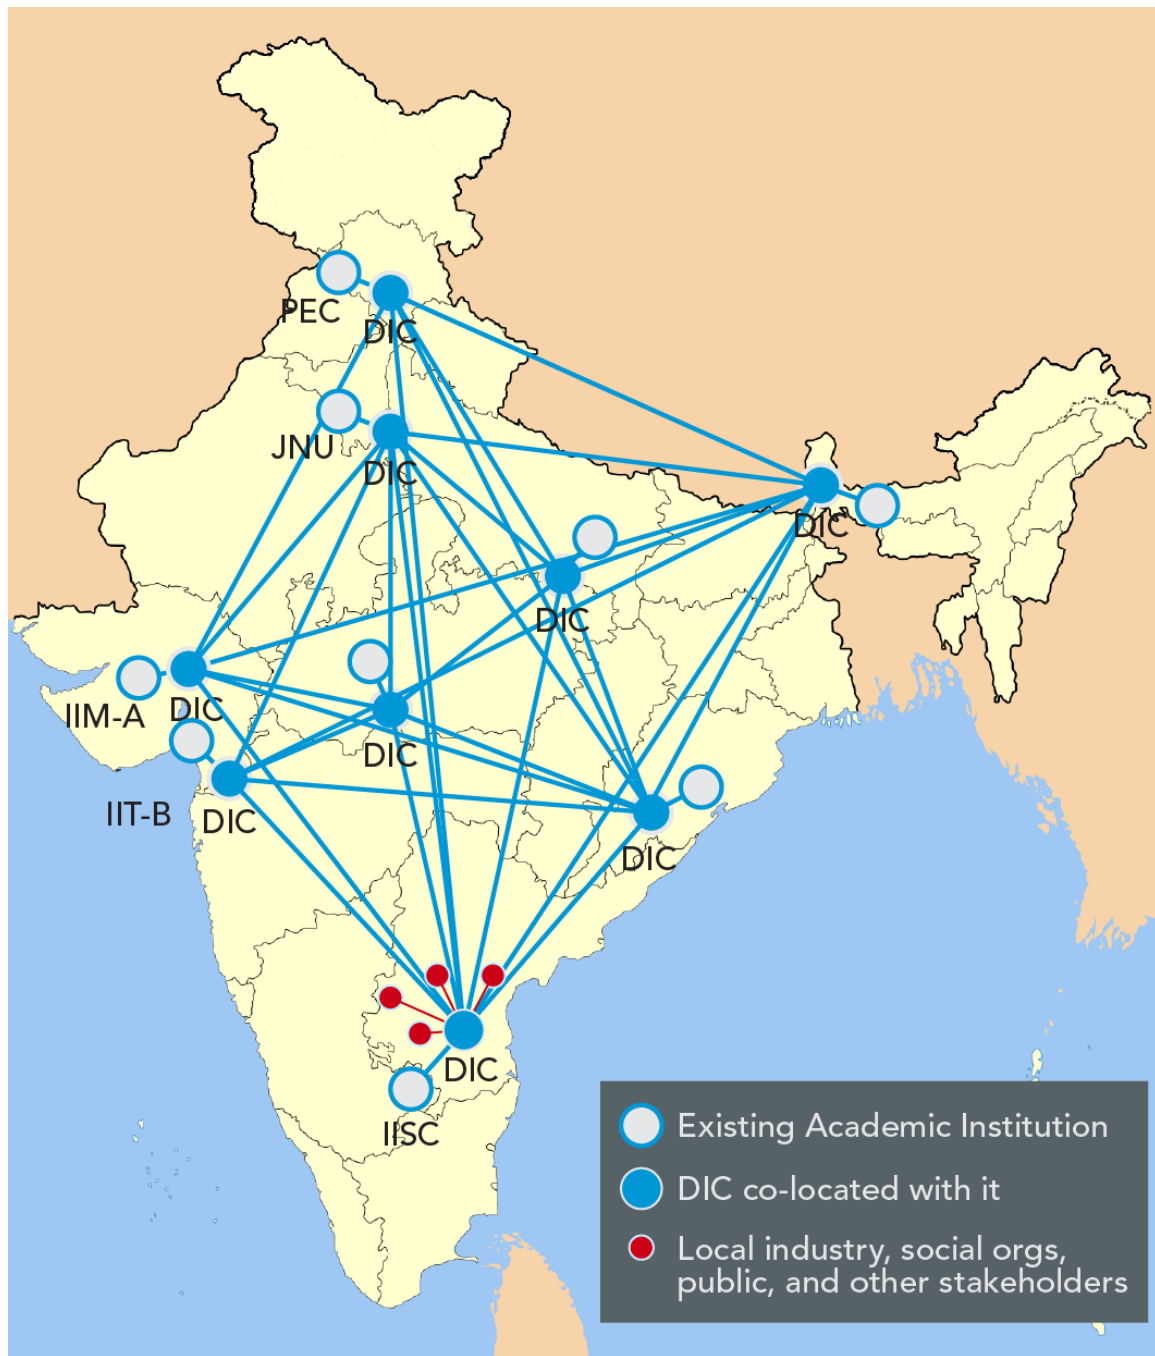 PEC
DIC
JNU
DIC
DIC
DIC
IIM-A
DIC
DIC
IIT-B
DIC
DIC
DIC
IISC
Existing Academic Institution
DIC co-located with it
Local industry, social orgs,
public, and other stakeholders